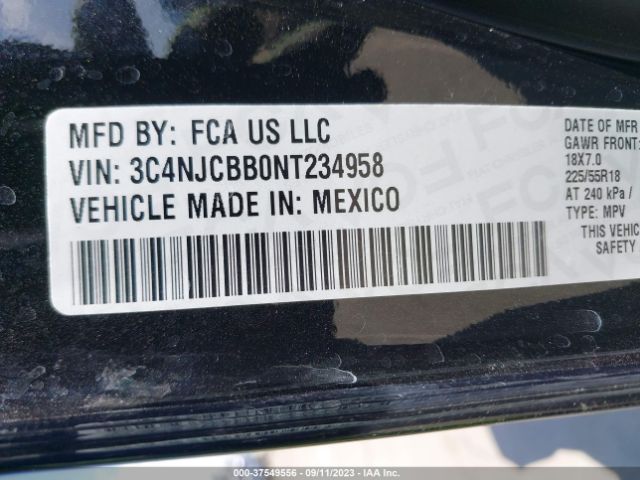 MFD BY: FCA US LLC
VIN: 3C4NJCBB0NT234958
VEHICLE MADE IN: MEXICO
DATE OF MFR
GAWR FRONT:
18X7.0
225/55R18
AT 240 kPa /
TYPE: MPV
THIS VEHIC
SAFETY
000-37549556 - 09/11/2023 - IAA Inc.